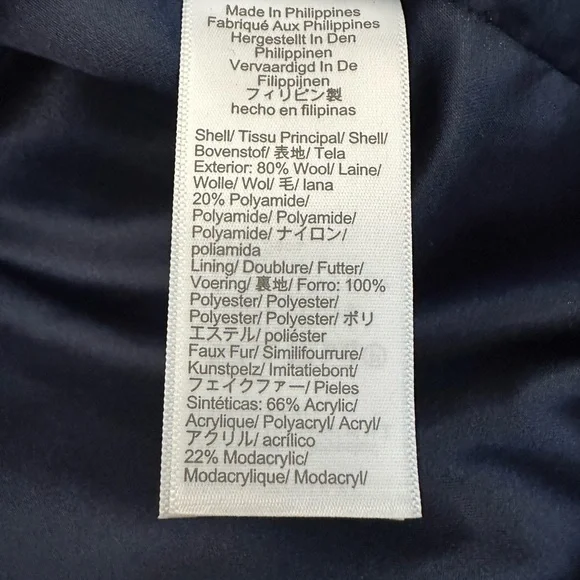 Made In Philippines
Fabriqué Aux Philippines
Hergestellt In Den
Philippinen
Vervaardigd In De
Filippijnen
フィリピン製
hecho en filipinas
Shell/ Tissu Principal/ Shell/
Bovenstof/ 表地/ Tela
Exterior: 80% Wool/ Laine/
Wolle/ Wol/ 毛/ lana
20% Polyamide/
Polyamide/ Polyamide/
Polyamide/ ナイロン/
poliamida
Lining/ Doublure/ Futter/
Voering/ 裏地/ Forro: 100%
Polyester/ Polyester/
Polyester/ Polyester/ ポリ
エステル/ poliéster
Faux Fur/ Similifourrure/
Kunstpelz/ Imitatiebont/
フェイクファー/ Pieles
Sintéticas: 66% Acrylic/
Acrylique/ Polyacryl/ Acryl/
アクリル/ acrílico
22% Modacrylic/
Modacrylique/ Modacryl/